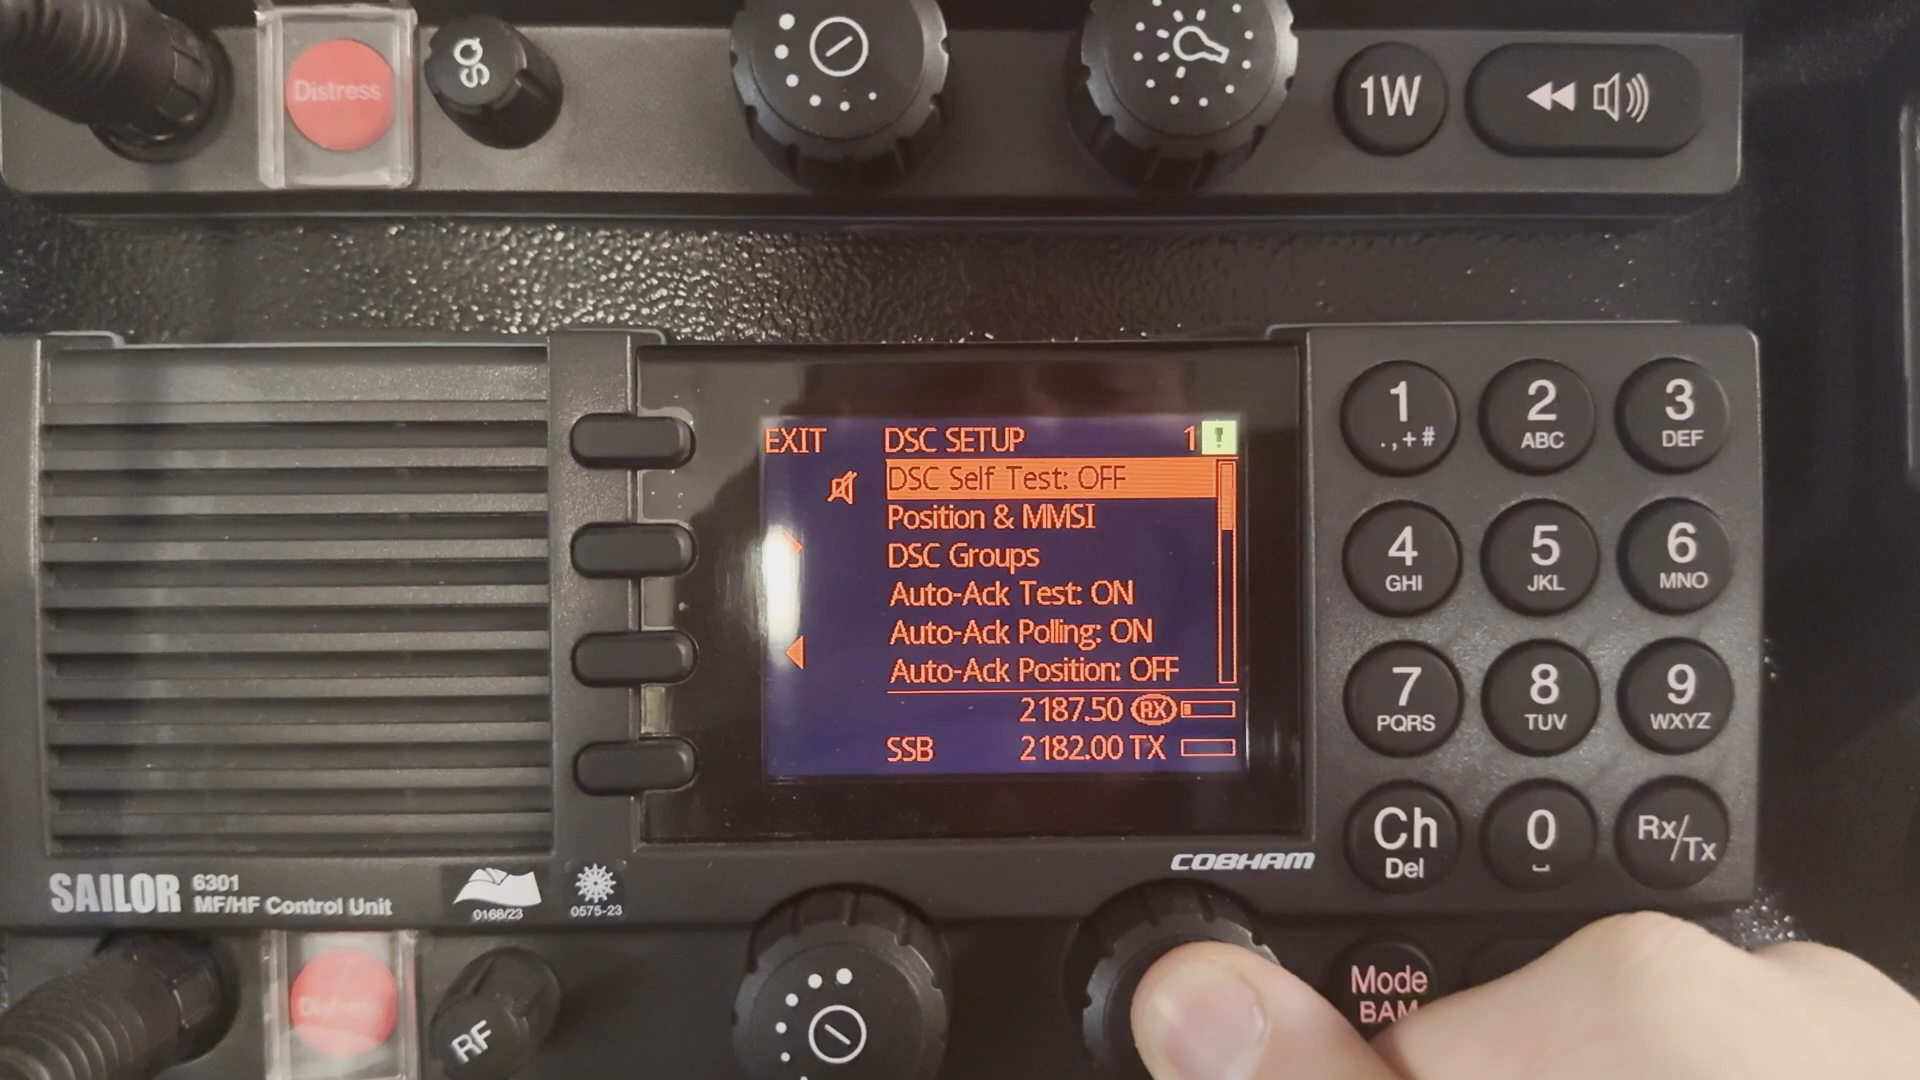 Distress
SQ
1W
EXIT DSC SETUP 1 !
DSC Self Test: OFF
Position & MMSI
DSC Groups
Auto-Ack Test: ON
Auto-Ack Polling: ON
Auto-Ack Position: OFF
2187.50 RX
SSB 2182.00 TX
1 2 3
.,+# ABC DEF
4 5 6
GHI JKL MNO
7 8 9
PQRS TUV WXYZ
Ch 0 Rx/Tx
Del
COBHAM
SAILOR 6301
MF/HF Control Unit
0168/23 0575-23
Distress
RF
Mode
BAM